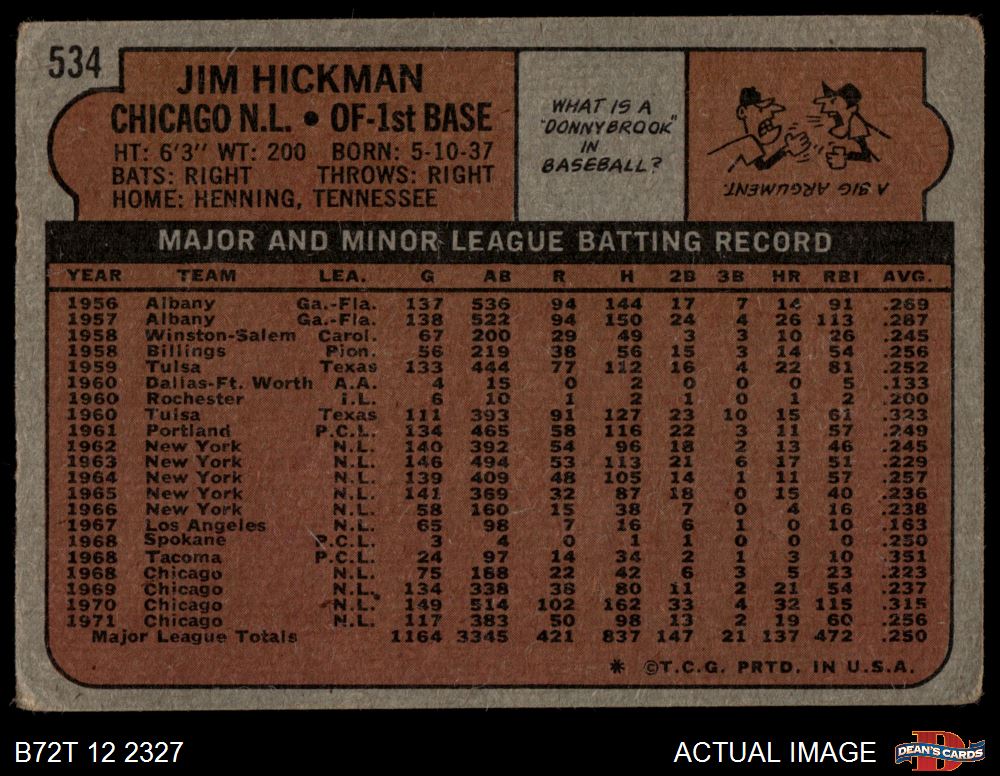 534
JIM HICKMAN
CHICAGO N.L. • OF-1st BASE
HT: 6'3" WT: 200 BORN: 5-10-37
BATS: RIGHT THROWS: RIGHT
HOME: HENNING, TENNESSEE
WHAT IS A
"DONNYBROOK"
IN
BASEBALL?
A BIG ARGUMENT.
MAJOR AND MINOR LEAGUE BATTING RECORD
YEAR TEAM LEA. G AB R H 2B 3B HR RBI AVG.
1956 Albany Ga.-Fla. 137 536 94 144 17 7 14 91 .269
1957 Albany Ga.-Fla. 138 522 94 150 24 4 26 113 .287
1958 Winston-Salem Carol. 67 200 29 49 3 3 10 26 .245
1958 Billings Pion. 56 219 38 56 15 3 14 54 .256
1959 Tulsa Texas 133 444 77 112 16 4 22 81 .252
1960 Dallas-Ft. Worth A.A. 4 15 0 2 0 0 0 5 .133
1960 Rochester I.L. 6 10 1 2 1 0 1 2 .200
1960 Tulsa Texas 111 393 91 127 23 10 15 61 .323
1961 Portland P.C.L. 134 465 58 116 22 3 11 57 .249
1962 New York N.L. 140 392 54 96 18 2 13 46 .245
1963 New York N.L. 146 494 53 113 21 6 17 51 .229
1964 New York N.L. 139 409 48 105 14 1 11 57 .257
1965 New York N.L. 141 369 32 87 18 0 15 40 .236
1966 New York N.L. 58 160 15 38 7 0 4 16 .238
1967 Los Angeles N.L. 65 98 7 16 6 1 0 10 .163
1968 Spokane P.C.L. 3 4 0 1 1 0 0 0 .250
1968 Tacoma P.C.L. 24 97 14 34 2 1 3 10 .351
1968 Chicago N.L. 75 188 22 42 6 3 5 23 .223
1969 Chicago N.L. 134 338 38 80 11 2 21 54 .237
1970 Chicago N.L. 149 514 102 162 33 4 32 115 .315
1971 Chicago N.L. 117 383 50 98 13 2 19 60 .256
Major League Totals 1164 3345 421 837 147 21 137 472 .250
* ©T.C.G. PRTD. IN U.S.A.
B72T 12 2327
ACTUAL IMAGE
DEAN'S CARDS